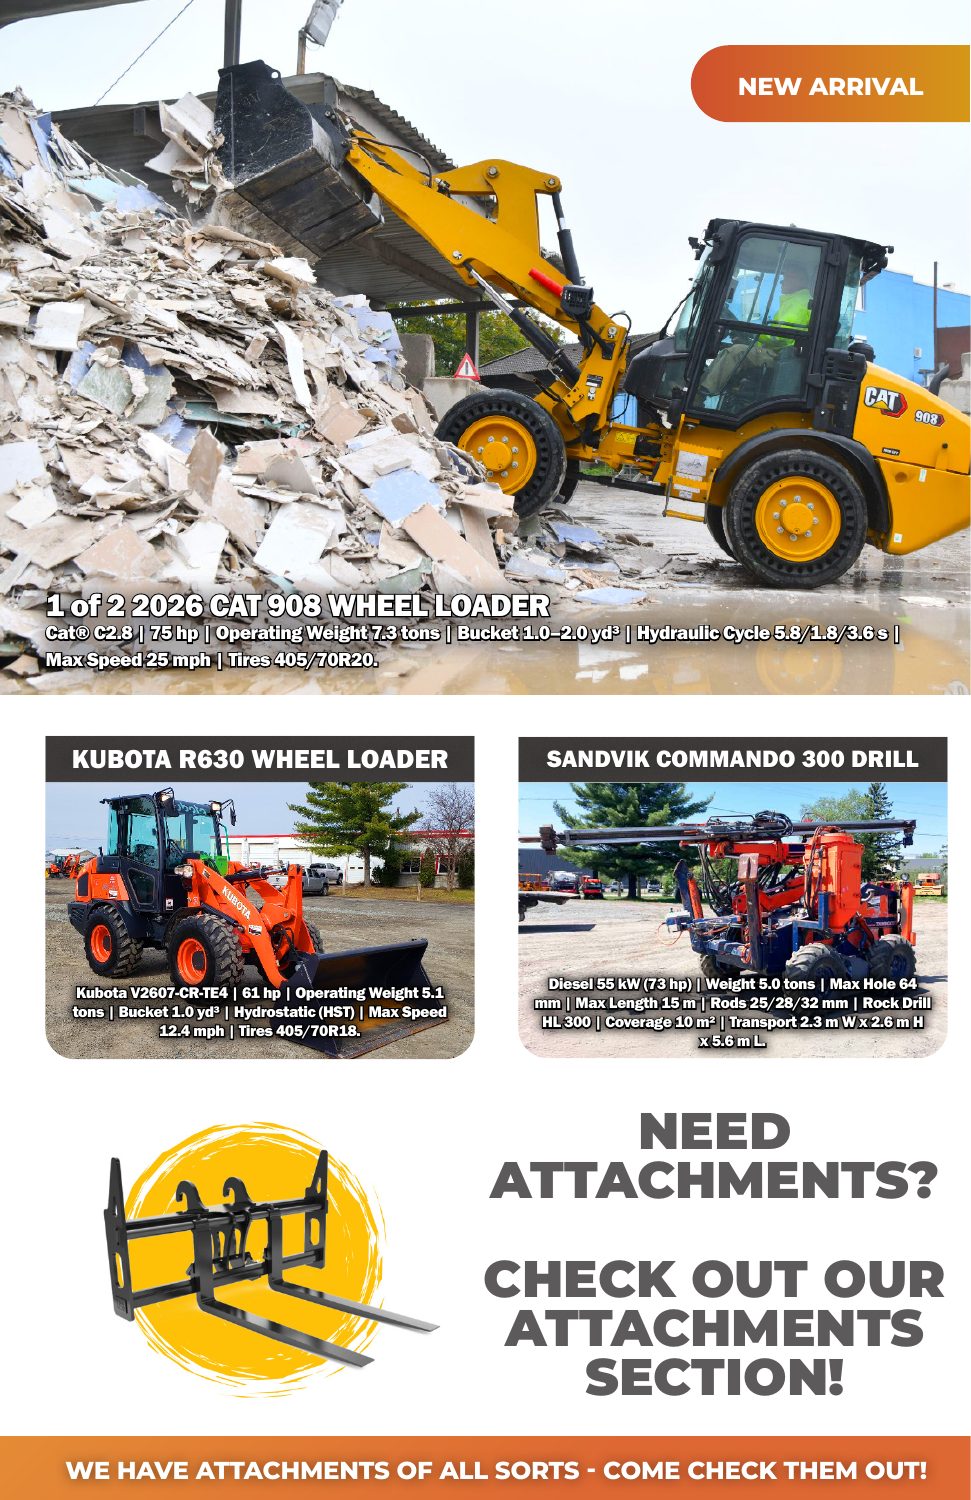 NEW ARRIVAL
CAT
908
1 of 2 2026 CAT 908 WHEEL LOADER
Cat® C2.8 | 75 hp | Operating Weight 7.3 tons | Bucket 1.0–2.0 yd³ | Hydraulic Cycle 5.8/1.8/3.6 s |
Max Speed 25 mph | Tires 405/70R20.
KUBOTA R630 WHEEL LOADER
KUBOTA
Kubota V2607-CR-TE4 | 61 hp | Operating Weight 5.1
tons | Bucket 1.0 yd³ | Hydrostatic (HST) | Max Speed
12.4 mph | Tires 405/70R18.
SANDVIK COMMANDO 300 DRILL
Diesel 55 kW (73 hp) | Weight 5.0 tons | Max Hole 64
mm | Max Length 15 m | Rods 25/28/32 mm | Rock Drill
HL 300 | Coverage 10 m² | Transport 2.3 m W x 2.6 m H
x 5.6 m L.
NEED
ATTACHMENTS?
CHECK OUT OUR
ATTACHMENTS
SECTION!
WE HAVE ATTACHMENTS OF ALL SORTS - COME CHECK THEM OUT!